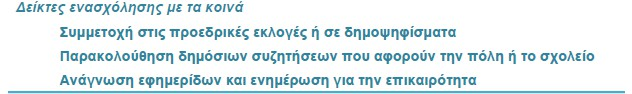 Δείκτες ενασχόλησης με τα κοινά
Συμμετοχή στις προεδρικές εκλογές ή σε δημοψηφίσματα
Παρακολούθηση δημόσιων συζητήσεων που αφορούν την πόλη ή το σχολείο
Ανάγνωση εφημερίδων και ενημέρωση για την επικαιρότητα